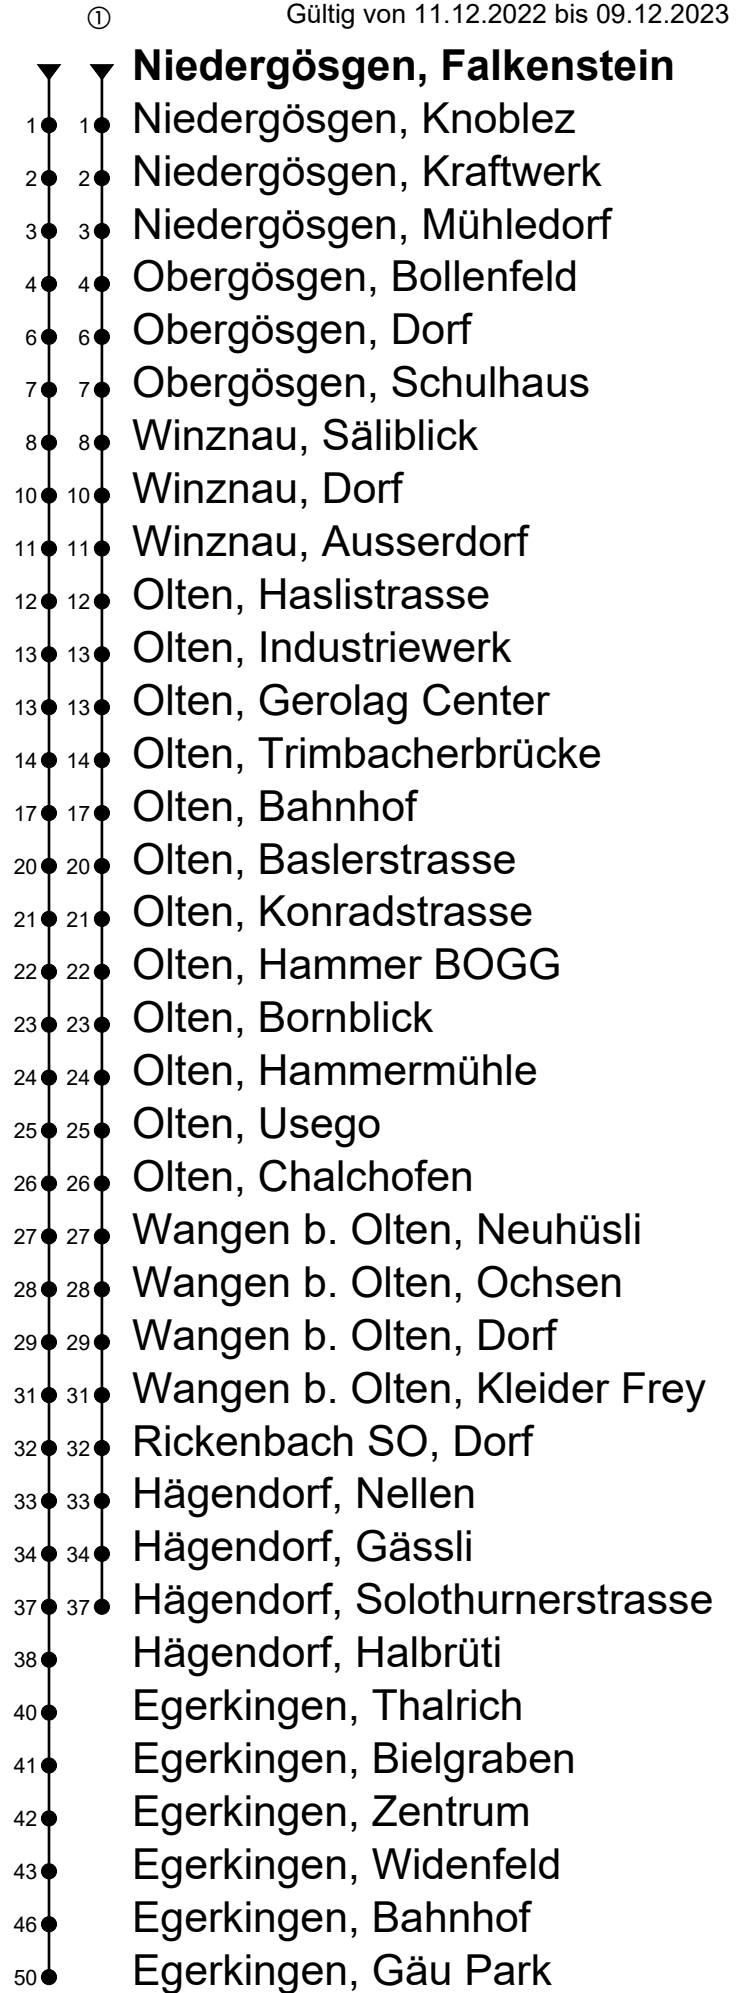 ① Gültig von 11.12.2022 bis 09.12.2023
Niedergösgen, Falkenstein
1 1 Niedergösgen, Knoblez
2 2 Niedergösgen, Kraftwerk
3 3 Niedergösgen, Mühledorf
4 4 Obergösgen, Bollenfeld
6 6 Obergösgen, Dorf
7 7 Obergösgen, Schulhaus
8 8 Winznau, Säliblick
10 10 Winznau, Dorf
11 11 Winznau, Ausserdorf
12 12 Olten, Haslistrasse
13 13 Olten, Industriewerk
13 13 Olten, Gerolag Center
14 14 Olten, Trimbacherbrücke
17 17 Olten, Bahnhof
20 20 Olten, Baslerstrasse
21 21 Olten, Konradstrasse
22 22 Olten, Hammer BOGG
23 23 Olten, Bornblick
24 24 Olten, Hammermühle
25 25 Olten, Usego
26 26 Olten, Chalchofen
27 27 Wangen b. Olten, Neuhüsli
28 28 Wangen b. Olten, Ochsen
29 29 Wangen b. Olten, Dorf
31 31 Wangen b. Olten, Kleider Frey
32 32 Rickenbach SO, Dorf
33 33 Hägendorf, Nellen
34 34 Hägendorf, Gässli
37 37 Hägendorf, Solothurnerstrasse
38 Hägendorf, Halbrüti
40 Egerkingen, Thalrich
41 Egerkingen, Bielgraben
42 Egerkingen, Zentrum
43 Egerkingen, Widenfeld
46 Egerkingen, Bahnhof
50 Egerkingen, Gäu Park